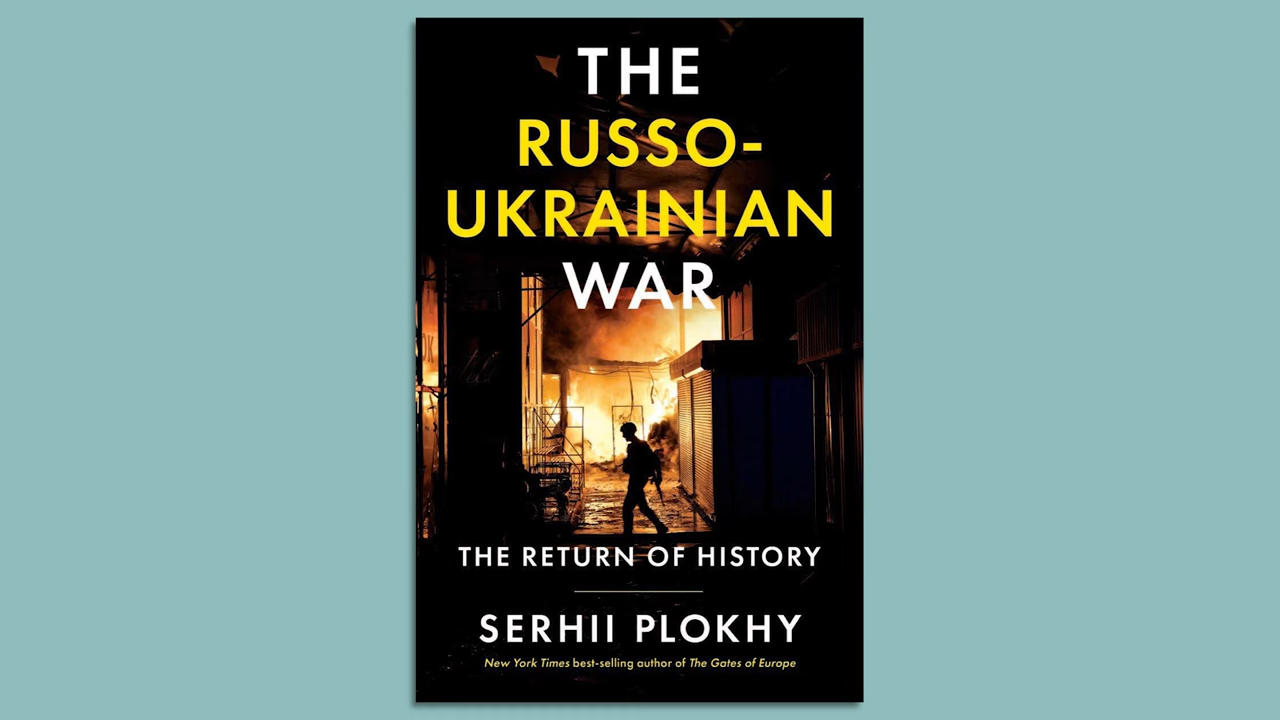 THE
RUSSO-
UKRAINIAN
WAR
THE RETURN OF HISTORY
SERHII PLOKHY
New York Times best-selling author of The Gates of Europe